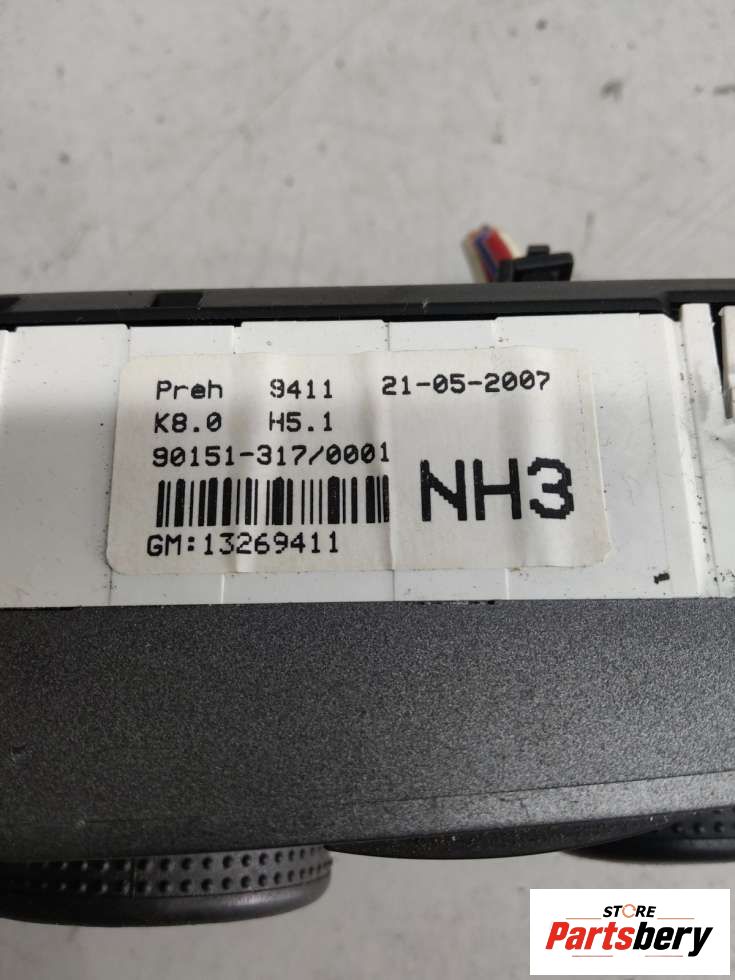 Preh 9411 21-05-2007
K8.0 H5.1
90151-317/0001
NH3
GM:13269411
STORE
Partsbery